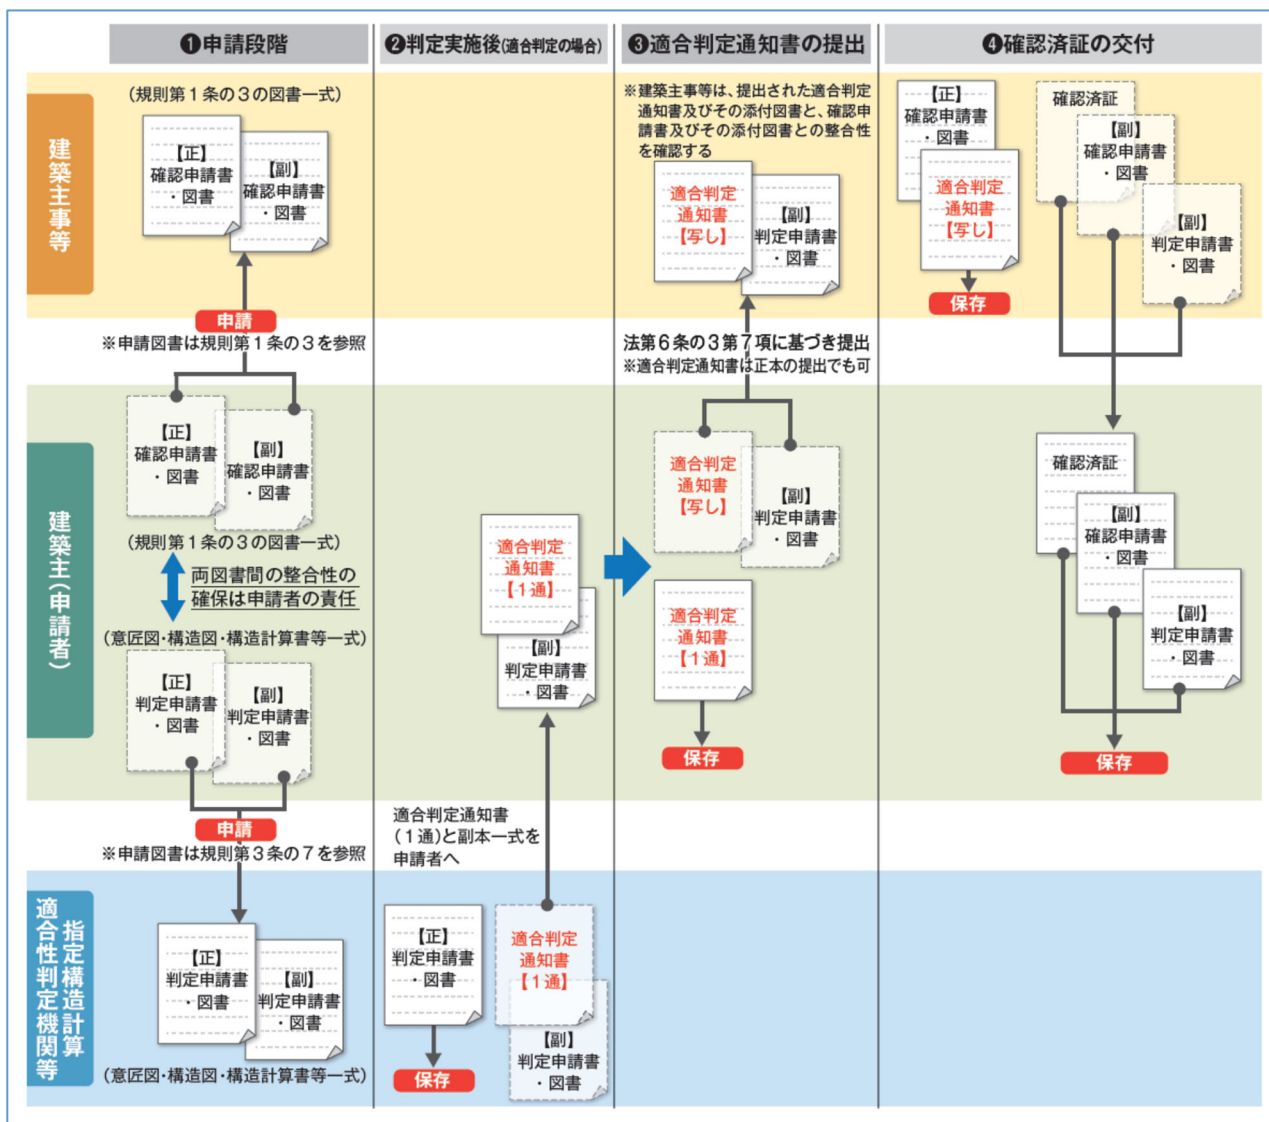 ❶申請段階
❷判定実施後(適合判定の場合)
❸適合判定通知書の提出
❹確認済証の交付
建築主事等
(規則第1条の3の図書一式)
【正】
確認申請書
・図書
【副】
確認申請書
・図書
申請
※申請図書は規則第1条の3を参照
※建築主事等は、提出された適合判定
通知書及びその添付図書と、確認申
請書及びその添付図書との整合性
を確認する
適合判定
通知書
【写し】
【副】
判定申請書
・図書
法第6条の3第7項に基づき提出
※適合判定通知書は正本の提出でも可
【正】
確認申請書
・図書
適合判定
通知書
【写し】
保存
確認済証
【副】
確認申請書
・図書
【副】
判定申請書
・図書
建築主(申請者)
【正】
確認申請書
・図書
【副】
確認申請書
・図書
(規則第1条の3の図書一式)
両図書間の整合性の
確保は申請者の責任
(意匠図・構造図・構造計算書等一式)
【正】
判定申請書
・図書
【副】
判定申請書
・図書
申請
※申請図書は規則第3条の7を参照
適合判定
通知書
【1通】
【副】
判定申請書
・図書
適合判定通知書
(1通)と副本一式を
申請者へ
適合判定
通知書
【写し】
【副】
判定申請書
・図書
適合判定
通知書
【1通】
保存
確認済証
【副】
確認申請書
・図書
【副】
判定申請書
・図書
保存
指定構造計算
適合性判定機関等
【正】
判定申請書
・図書
【副】
判定申請書
・図書
(意匠図・構造図・構造計算書等一式)
【正】
判定申請書
・図書
保存
適合判定
通知書
【1通】
【副】
判定申請書
・図書